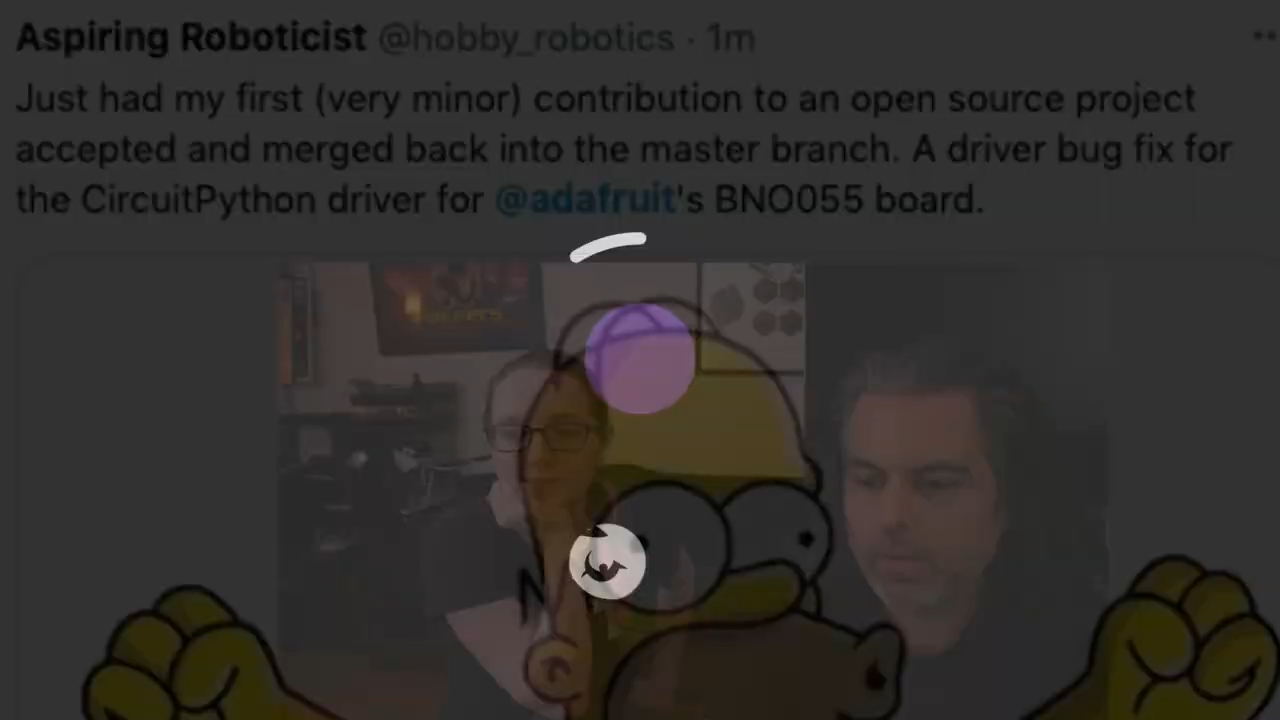 Aspiring Roboticist @hobby_robotics · 1m
Just had my first (very minor) contribution to an open source project
accepted and merged back into the master branch. A driver bug fix for
the CircuitPython driver for @adafruit's BNO055 board.